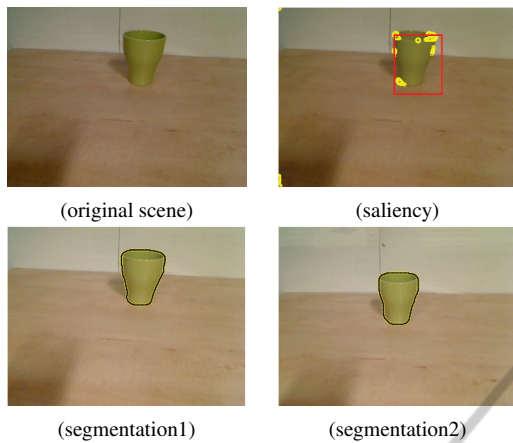 (original scene)
(saliency)
(segmentation1)
(segmentation2)